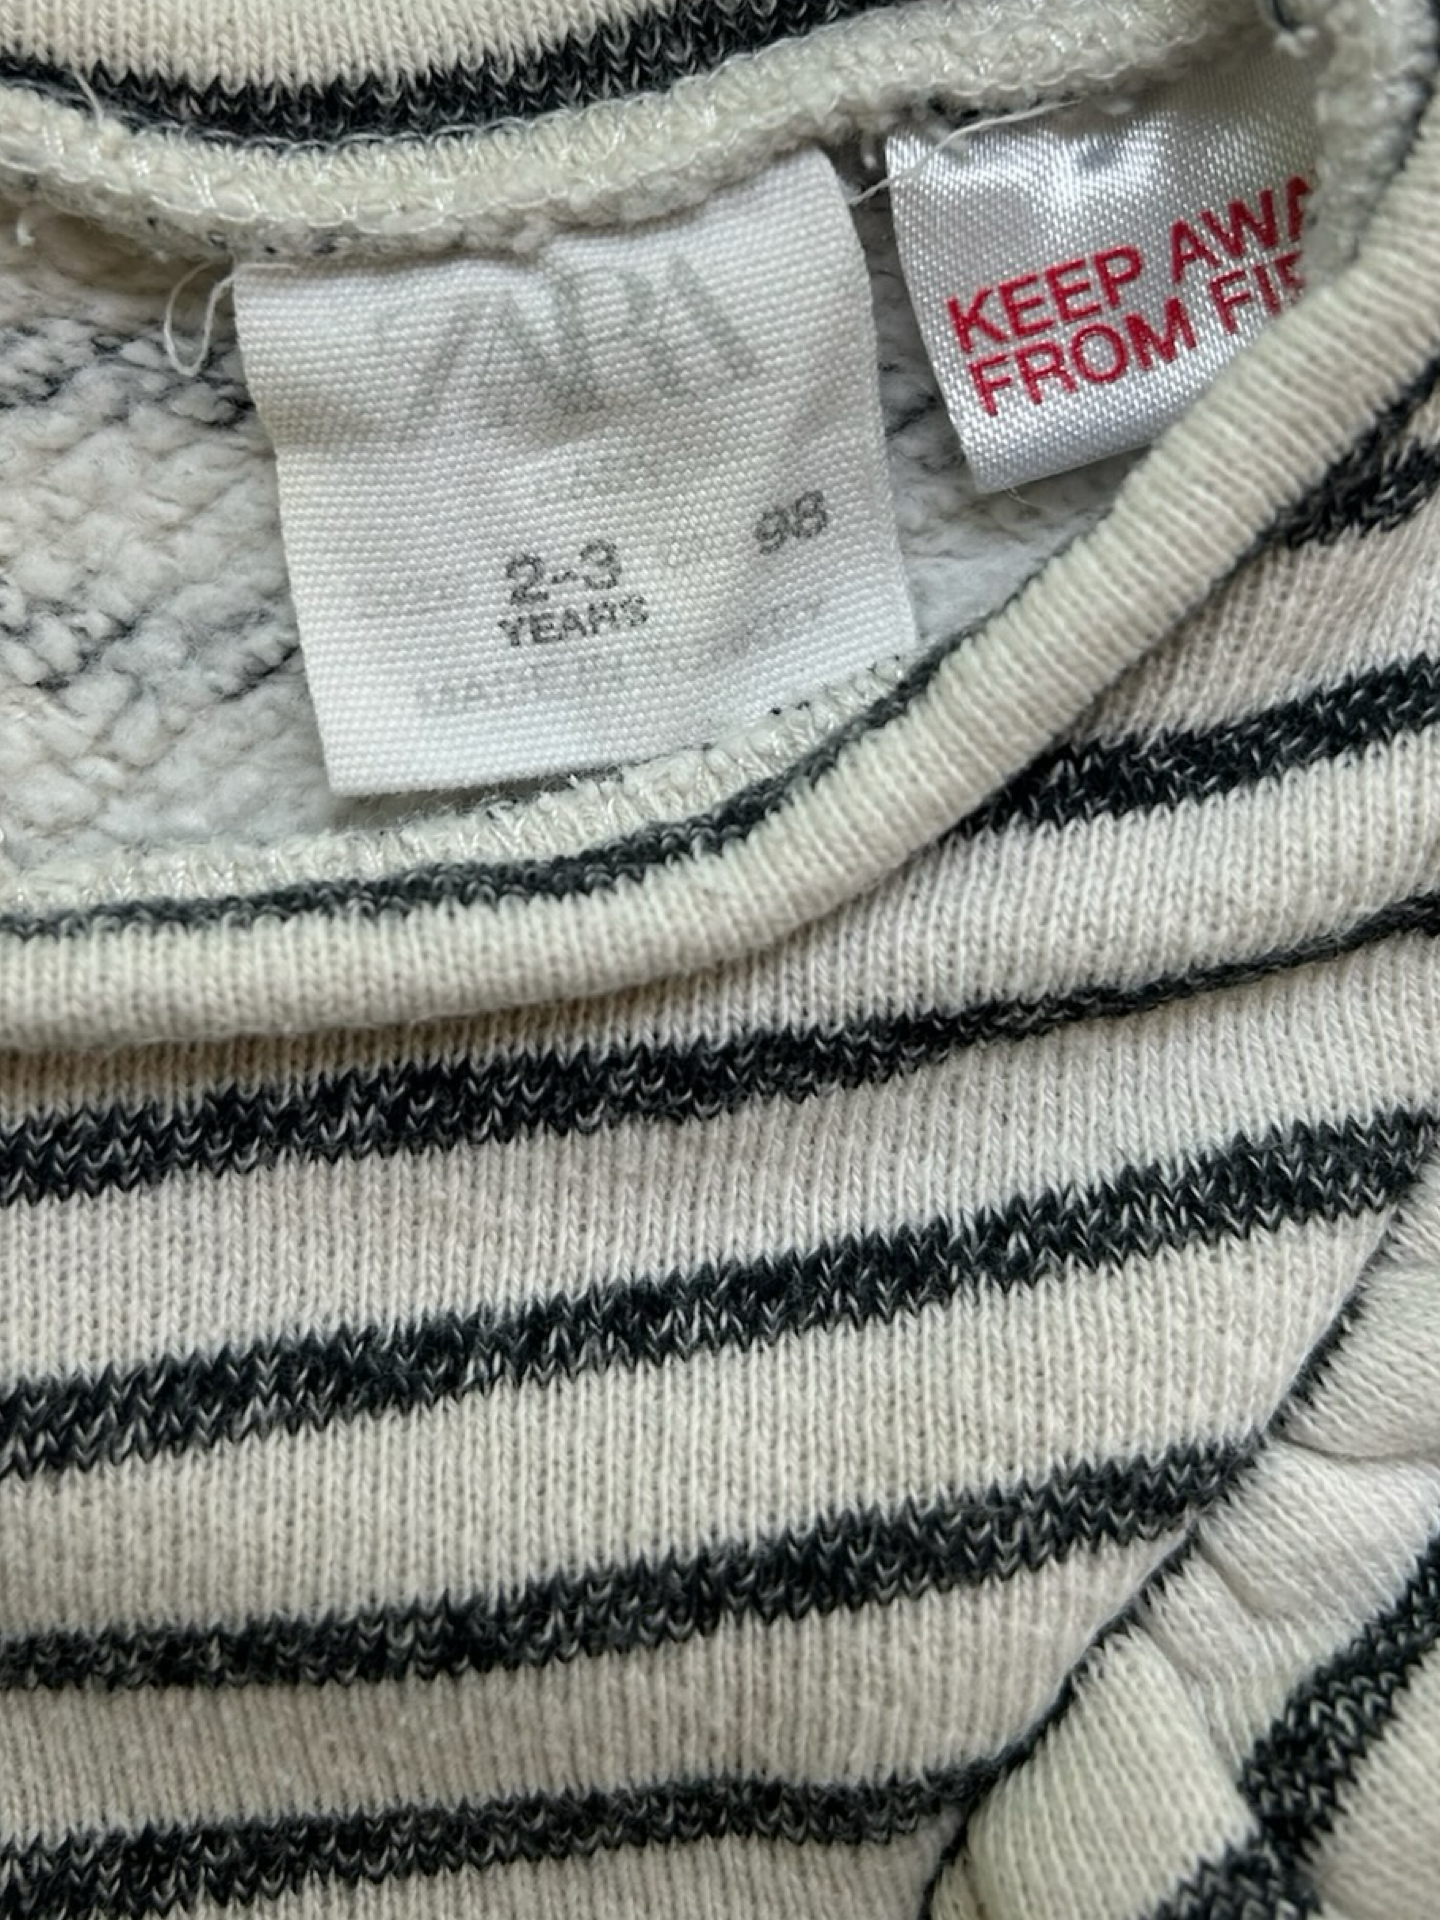 ZARA
2-3
YEARS
98
KEEP AWA
FROM FI